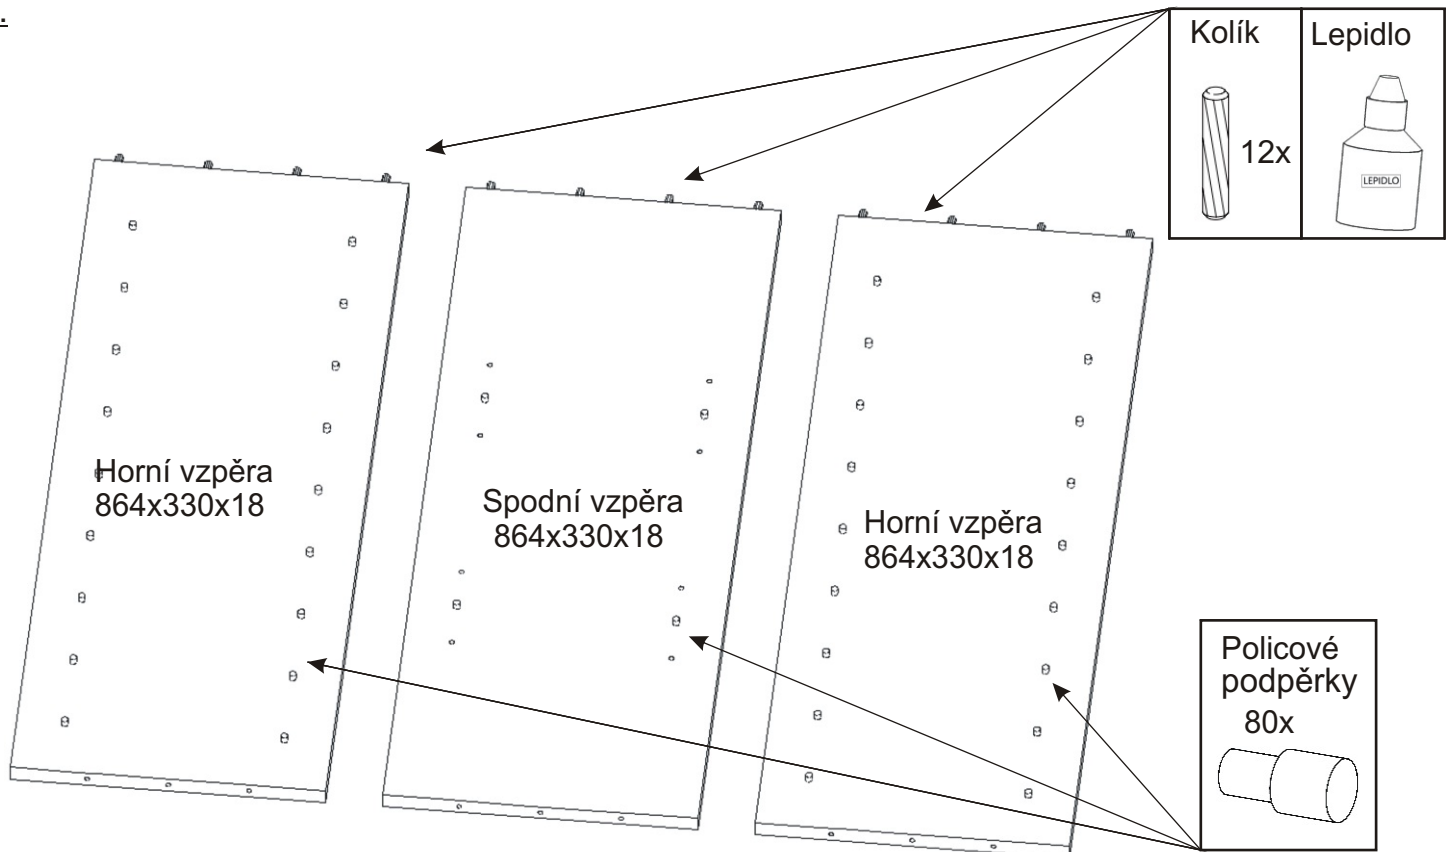 .
Kolík
Lepidlo
12x
LEPIDLO
Horní vzpěra
864x330x18
Spodní vzpěra
864x330x18
Horní vzpěra
864x330x18
Policové
podpěrky
80x